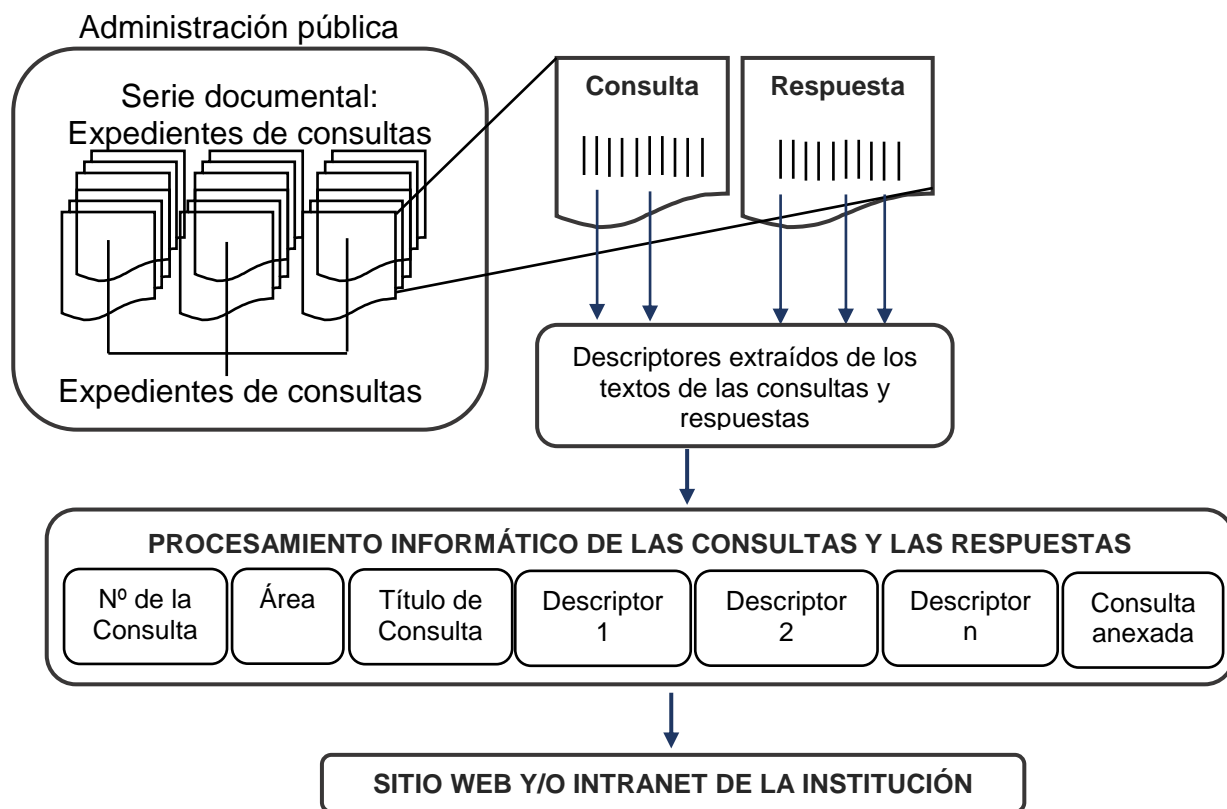 Administración pública
Serie documental:
Expedientes de consultas
Expedientes de consultas
Consulta
Respuesta
Descriptores extraídos de los
textos de las consultas y
respuestas
PROCESAMIENTO INFORMÁTICO DE LAS CONSULTAS Y LAS RESPUESTAS
Nº de la
Consulta
Área
Título de
Consulta
Descriptor
1
Descriptor
2
Descriptor
n
Consulta
anexada
SITIO WEB Y/O INTRANET DE LA INSTITUCIÓN